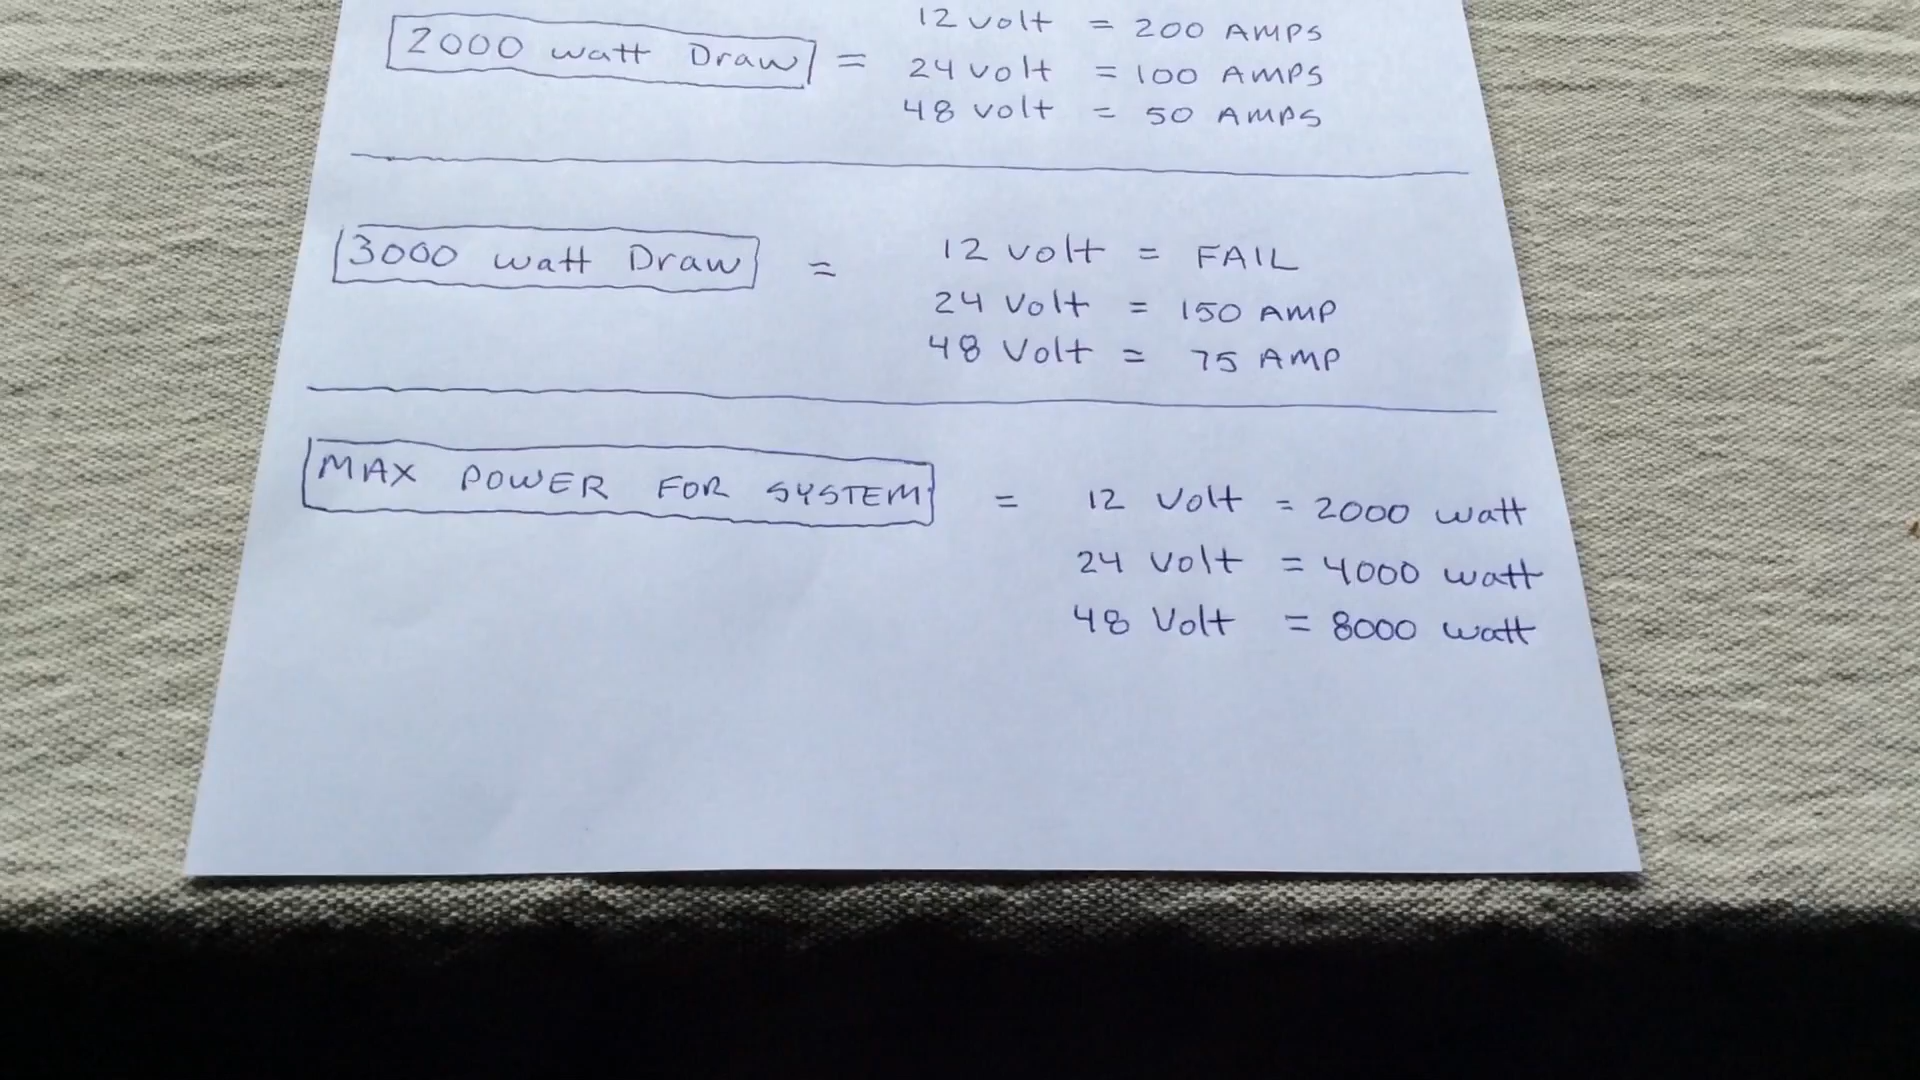 2000 watt Draw = 12 volt = 200 AMPS
24 volt = 100 AMPS
48 volt = 50 AMPS
3000 watt Draw = 12 volt = FAIL
24 Volt = 150 AMP
48 Volt = 75 AMP
MAX POWER FOR SYSTEM = 12 Volt = 2000 watt
24 volt = 4000 watt
48 Volt = 8000 watt